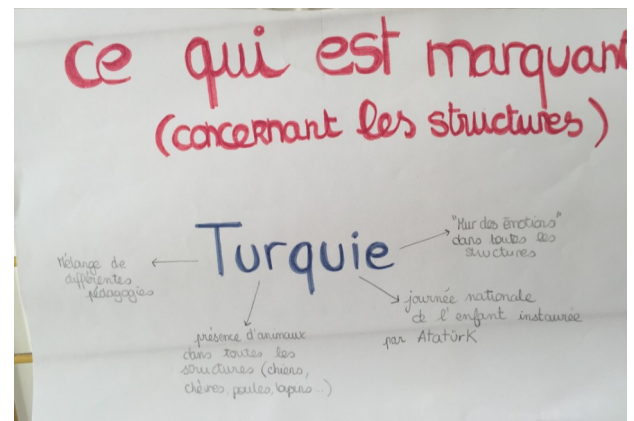 ce qui est marquant
(concernant les structures)
Turquie
Mélange de
différentes
pédagogies
"Mur des émotions"
dans toutes les
structures
présence d'animaux
dans toutes les
structures (chiens,
chèvres, poules, lapins...)
journée nationale
de l'enfant instaurée
par Atatürk